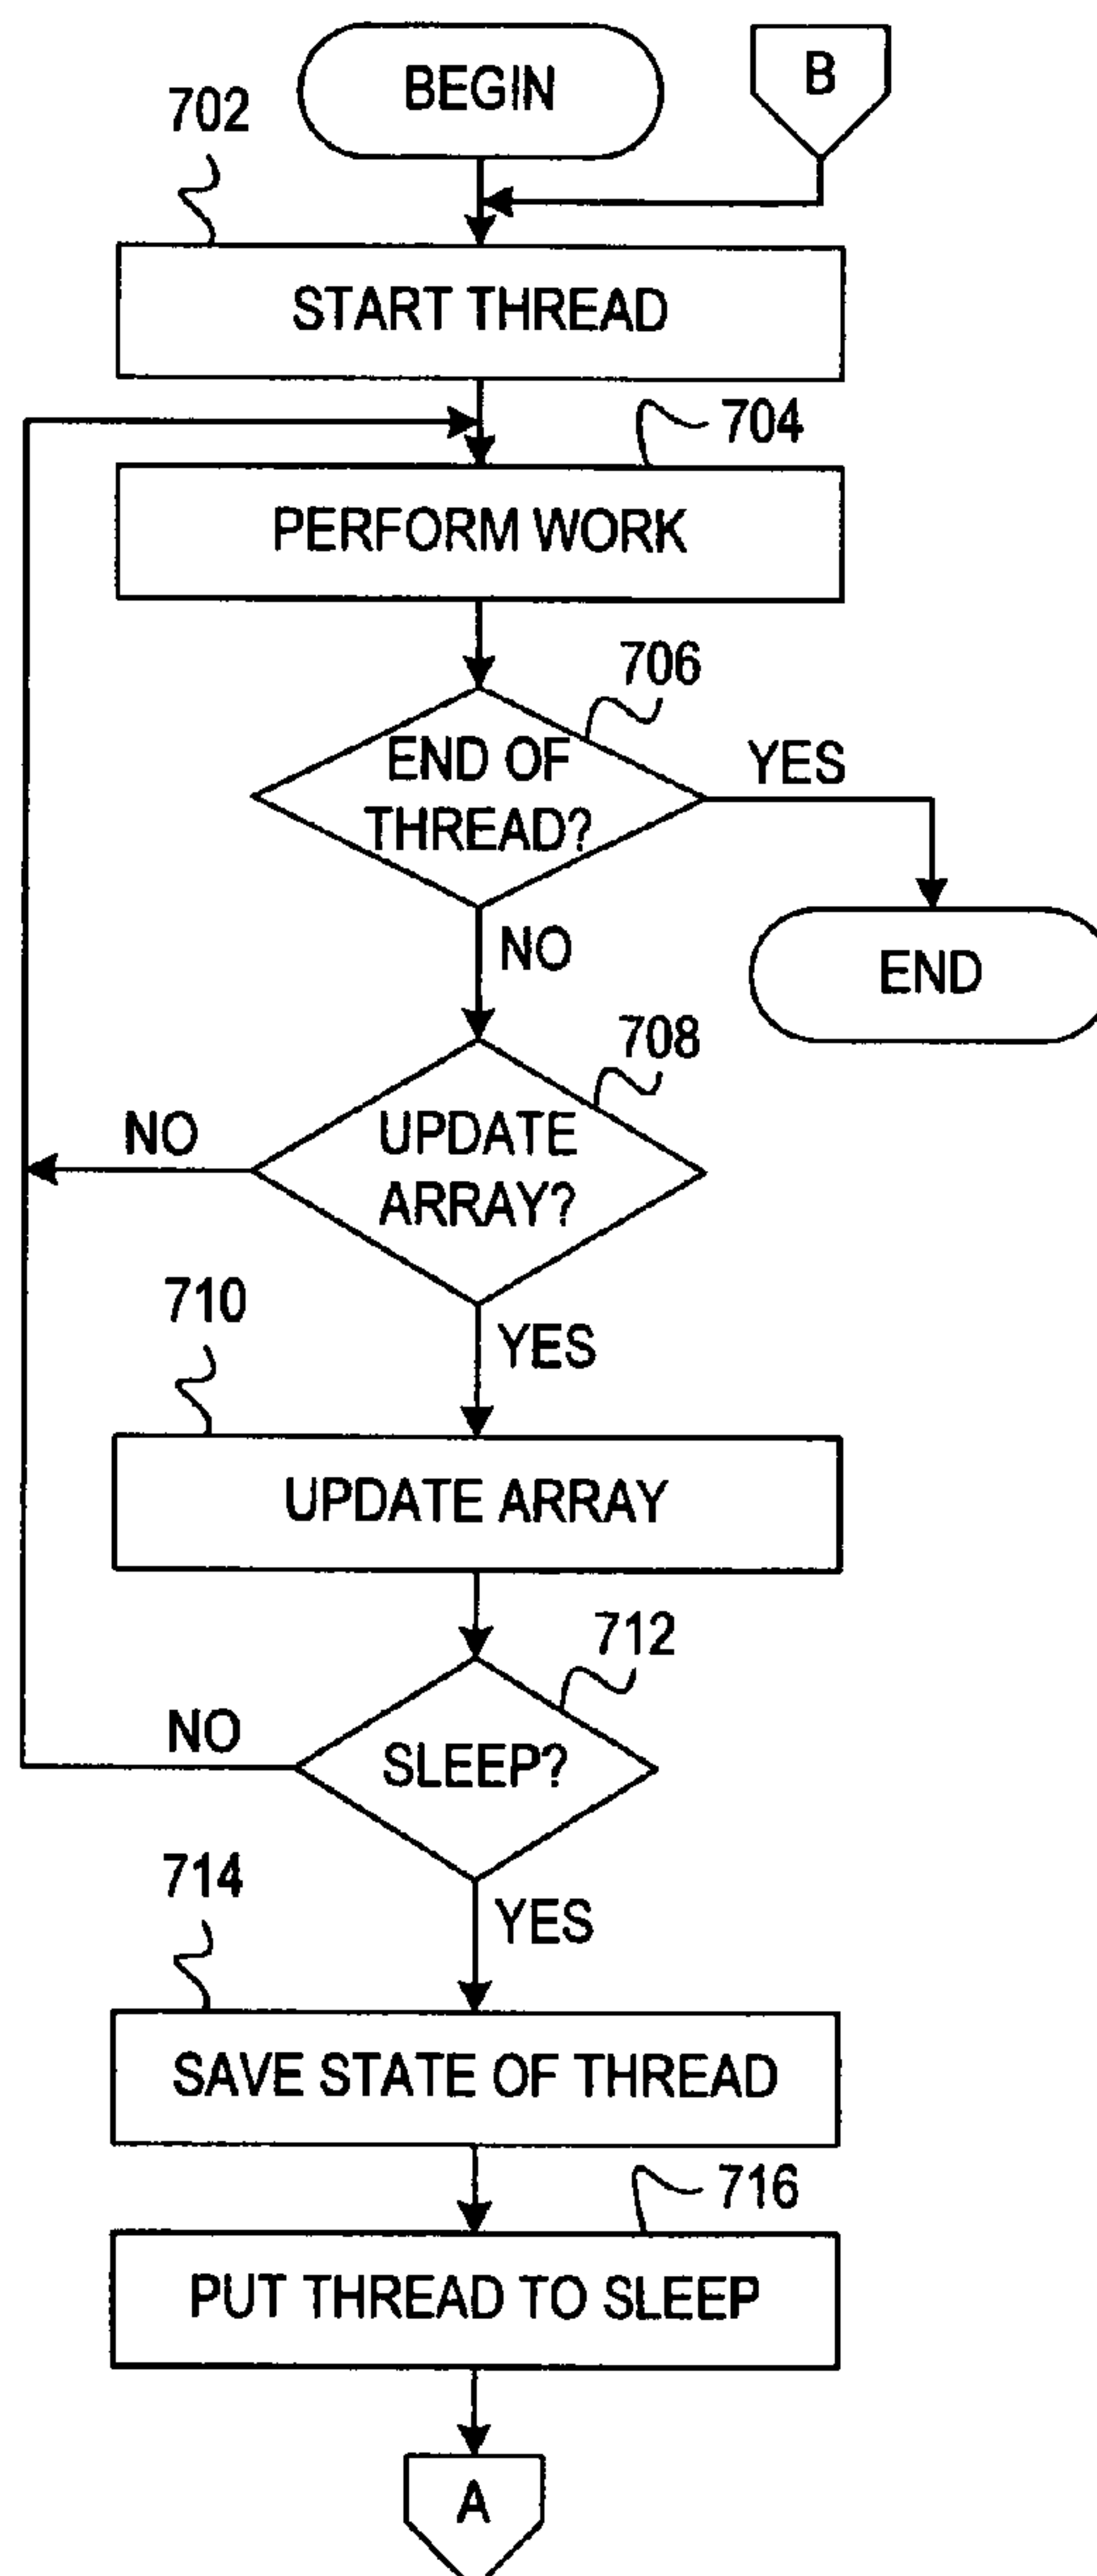 BEGIN
B
702
START THREAD
704
PERFORM WORK
706
END OF
THREAD?
YES
NO
END
708
UPDATE
ARRAY?
NO
YES
710
UPDATE ARRAY
712
SLEEP?
NO
YES
714
SAVE STATE OF THREAD
716
PUT THREAD TO SLEEP
A